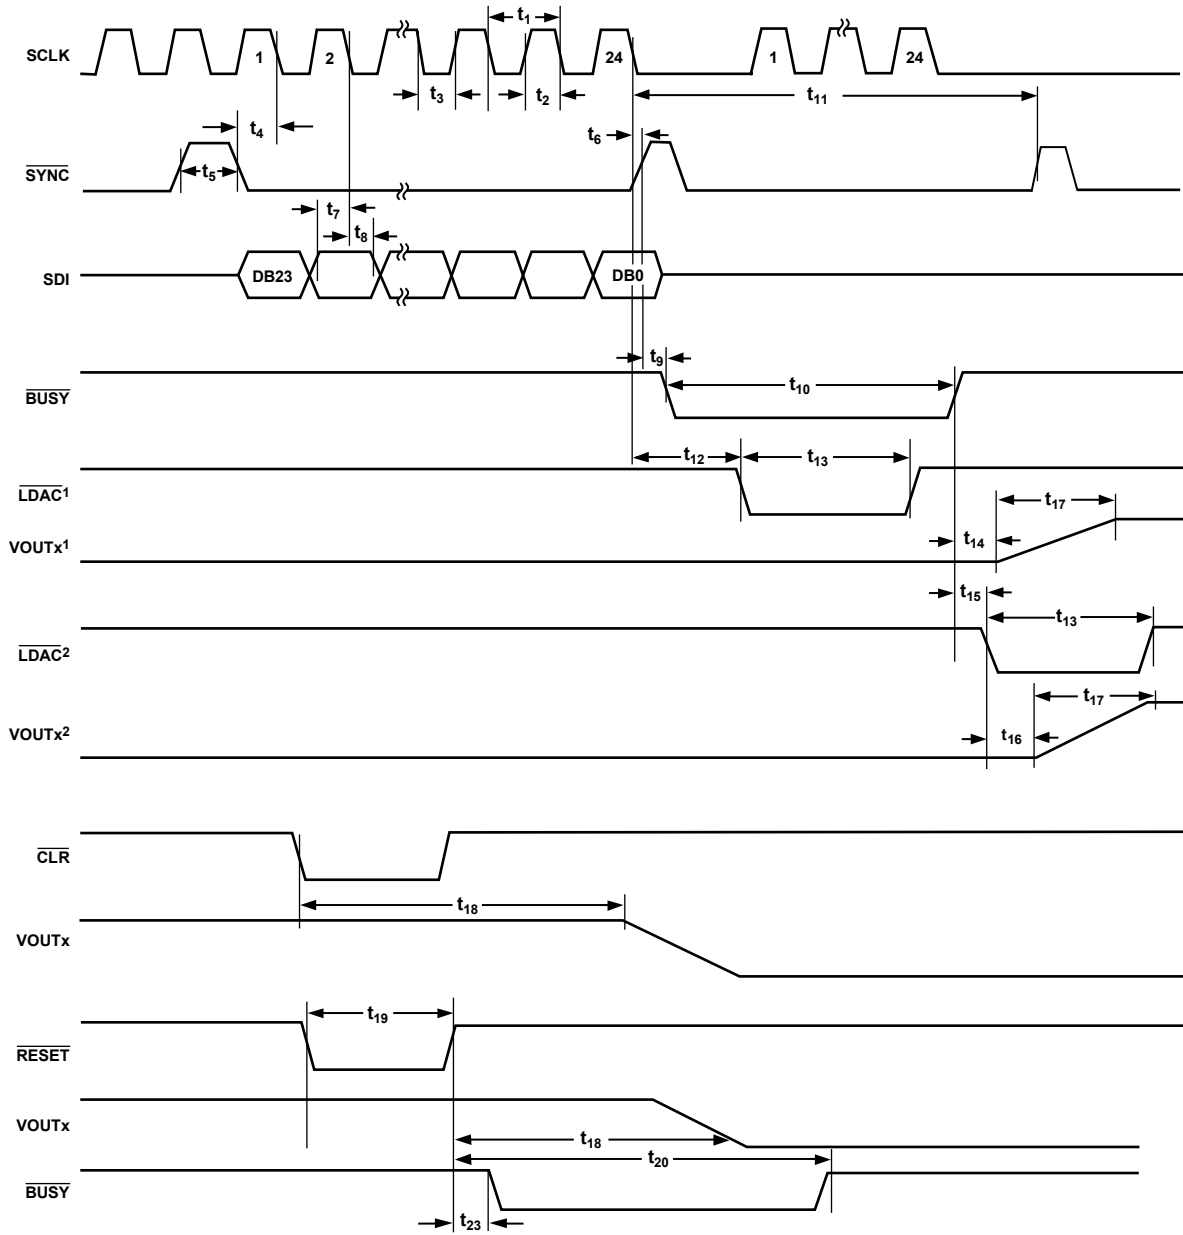 t1
SCLK 1 2 24 1 24
t3 t2
t11
t4 t6
SYNC t5
t7
t8
SDI DB23 DB0
t9
BUSY t10
t12 t13
LDAC1
t17
VOUTx1 t14
t15
t13
LDAC2
t17
VOUTx2 t16
CLR
t18
VOUTx
t19
RESET
VOUTx
t18
t20
BUSY
t23